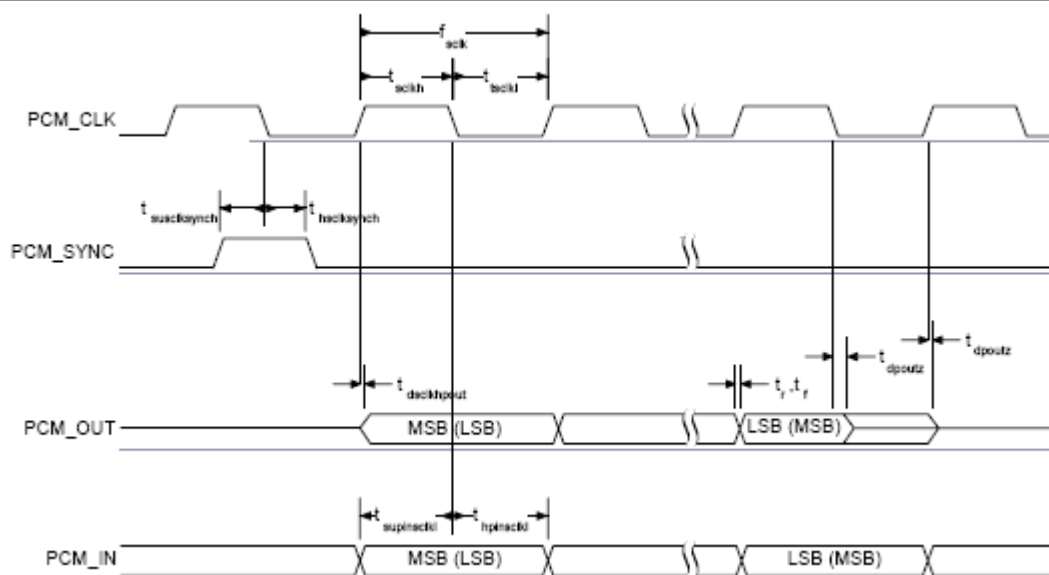 f sclk
t sclkh
t tsclkl
PCM_CLK
t susclksynch
t hsclksynch
PCM_SYNC
t dpoutz
t dpoutz
t dsclkhpout
t r , t f
PCM_OUT
MSB (LSB)
LSB (MSB)
t supinsclkl
t hpinsclkl
PCM_IN
MSB (LSB)
LSB (MSB)